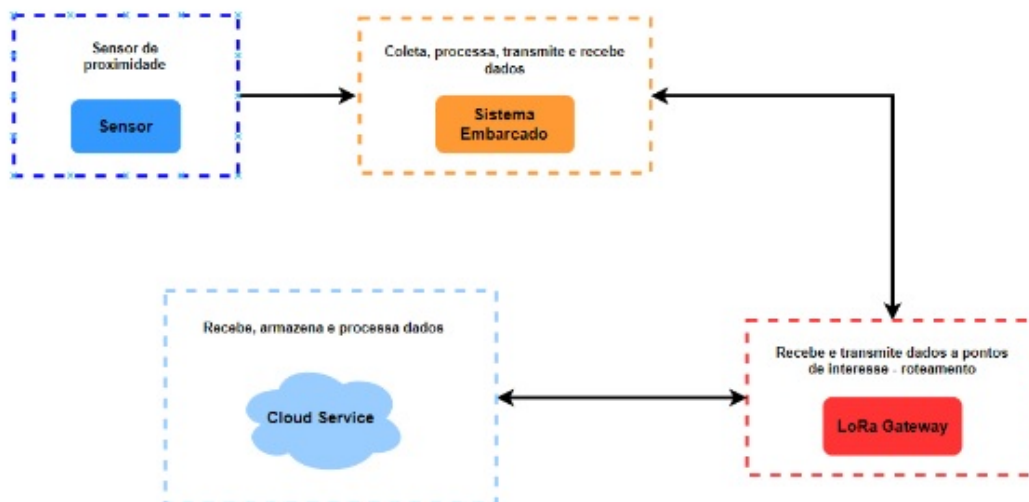 Sensor de
proximidade
Sensor
Coleta, processa, transmite e recebe
dados
Sistema
Embarcado
Recebe, armazena e processa dados
Cloud Service
Recebe e transmite dados a pontos
de interesse - roteamento
LoRa Gateway